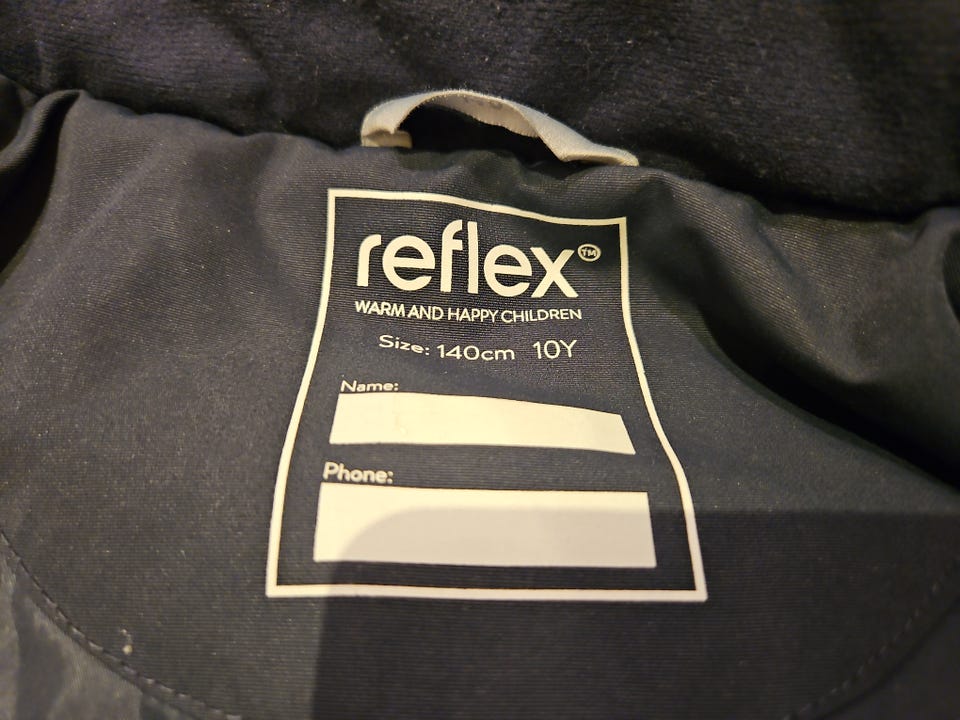 reflex™
WARM AND HAPPY CHILDREN
Size: 140cm 10Y
Name:
Phone: